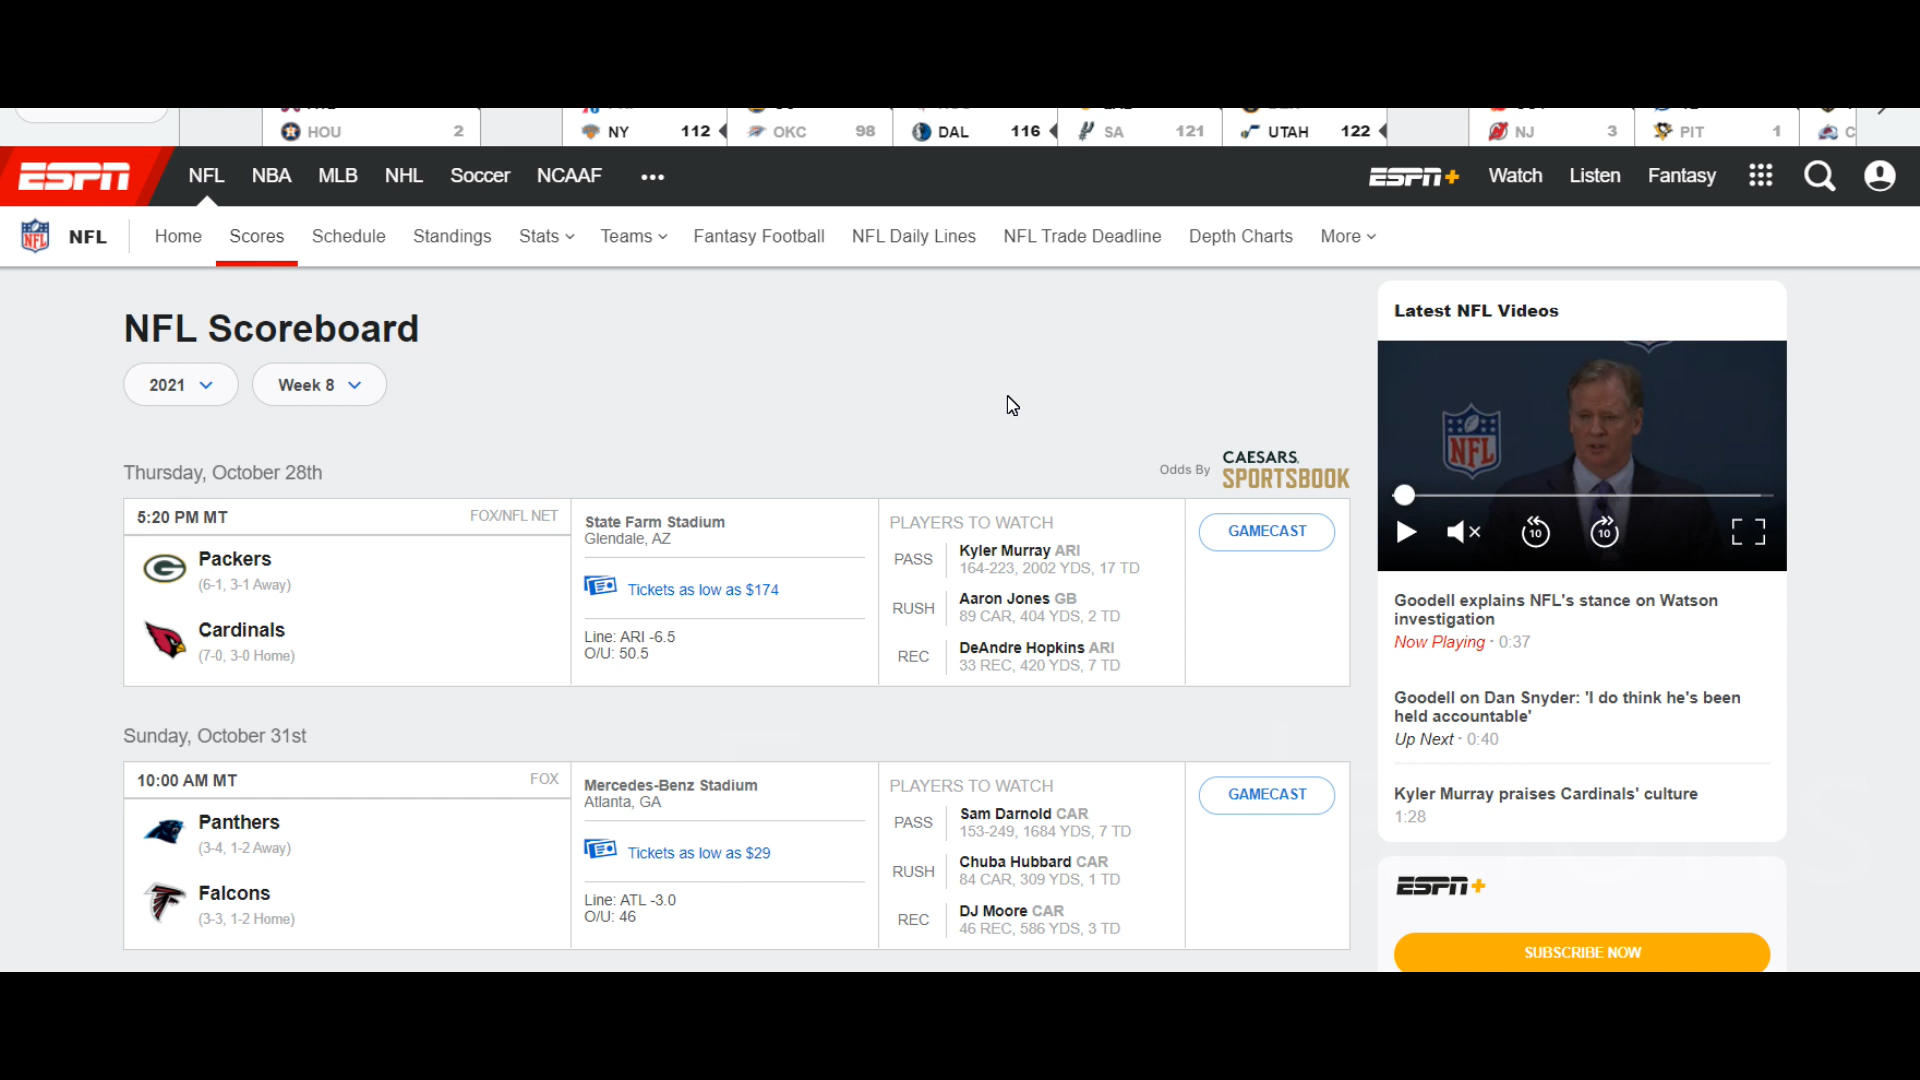 HOU 2
NY 112
OKC 98
DAL 116
SA 121
UTAH 122
NJ 3
PIT 1
C
ESPN NFL NBA MLB NHL Soccer NCAAF ••• ESPN+ Watch Listen Fantasy
NFL NFL Home Scores Schedule Standings Stats Teams Fantasy Football NFL Daily Lines NFL Trade Deadline Depth Charts More
NFL Scoreboard
2021 Week 8
Thursday, October 28th
Odds By CAESARS SPORTSBOOK
5:20 PM MT FOX/NFL NET
Packers
(6-1, 3-1 Away)
Cardinals
(7-0, 3-0 Home)
State Farm Stadium
Glendale, AZ
Tickets as low as $174
Line: ARI -6.5
O/U: 50.5
PLAYERS TO WATCH
PASS Kyler Murray ARI
164-223, 2002 YDS, 17 TD
RUSH Aaron Jones GB
89 CAR, 404 YDS, 2 TD
REC DeAndre Hopkins ARI
33 REC, 420 YDS, 7 TD
GAMECAST
Sunday, October 31st
10:00 AM MT FOX
Panthers
(3-4, 1-2 Away)
Falcons
(3-3, 1-2 Home)
Mercedes-Benz Stadium
Atlanta, GA
Tickets as low as $29
Line: ATL -3.0
O/U: 46
PLAYERS TO WATCH
PASS Sam Darnold CAR
153-249, 1684 YDS, 7 TD
RUSH Chuba Hubbard CAR
84 CAR, 309 YDS, 1 TD
REC DJ Moore CAR
46 REC, 586 YDS, 3 TD
GAMECAST
Latest NFL Videos
NFL
10 10
Goodell explains NFL's stance on Watson
investigation
Now Playing · 0:37
Goodell on Dan Snyder: 'I do think he's been
held accountable'
Up Next · 0:40
Kyler Murray praises Cardinals' culture
1:28
ESPN+
SUBSCRIBE NOW